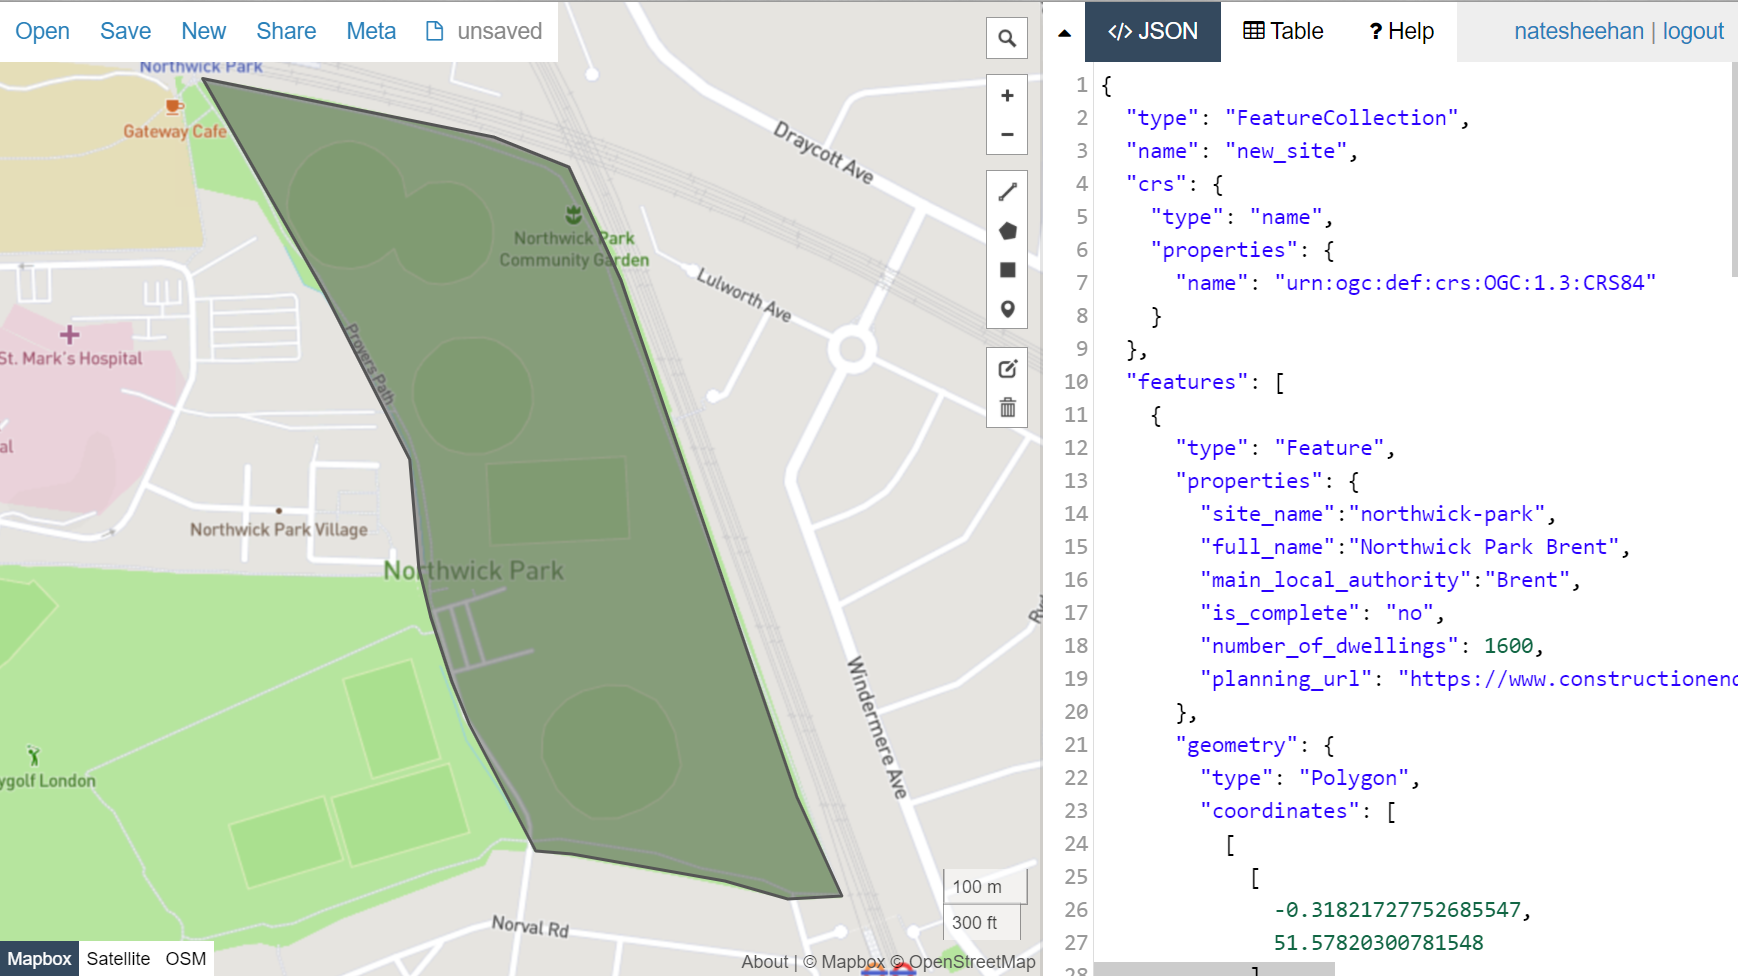 Open Save New Share Meta unsaved
</> JSON Table ? Help natesheehan | logout
Northwick Park
Gateway Cafe
Draycott Ave
Northwick Park
Community Garden
Lulworth Ave
St. Mark's Hospital
Provers Path
al
Northwick Park Village
Northwick Park
Windermere Ave
ygolf London
Norval Rd
100 m
300 ft
Mapbox Satellite OSM
About | © Mapbox © OpenStreetMap
1 {
2 "type": "FeatureCollection",
3 "name": "new_site",
4 "crs": {
5 "type": "name",
6 "properties": {
7 "name": "urn:ogc:def:crs:OGC:1.3:CRS84"
8 }
9 },
10 "features": [
11 {
12 "type": "Feature",
13 "properties": {
14 "site_name":"northwick-park",
15 "full_name":"Northwick Park Brent",
16 "main_local_authority":"Brent",
17 "is_complete": "no",
18 "number_of_dwellings": 1600,
19 "planning_url": "https://www.constructionenc
20 },
21 "geometry": {
22 "type": "Polygon",
23 "coordinates": [
24 [
25 [
26 -0.31821727752685547,
27 51.57820300781548
28 ]